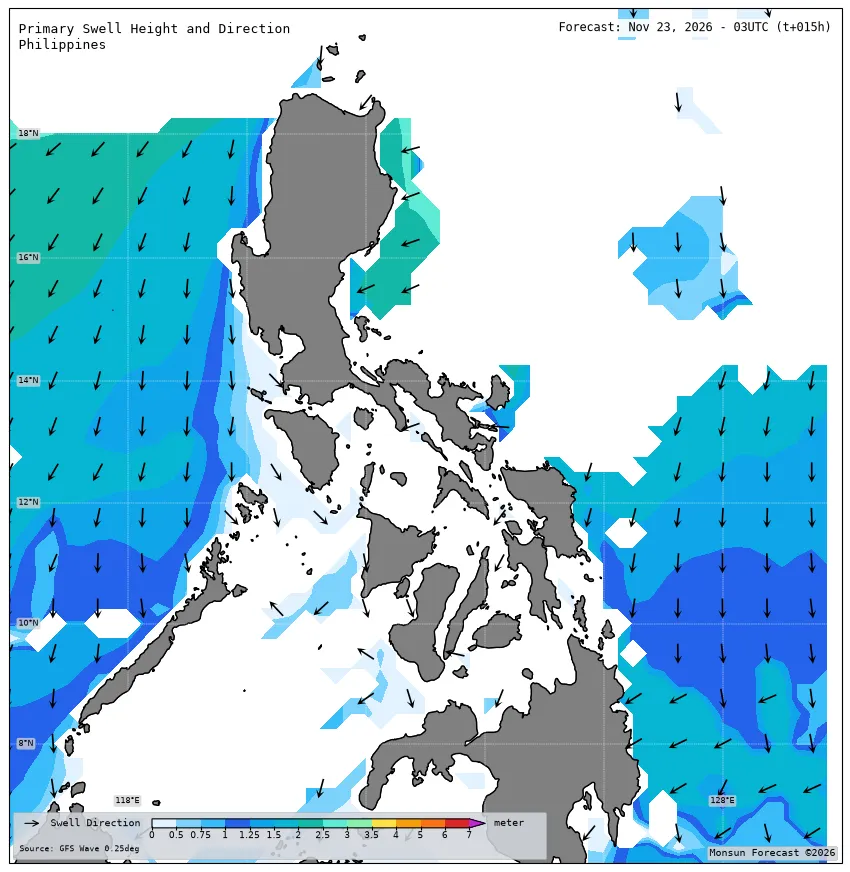 Primary Swell Height and Direction
Philippines
Forecast: Nov 23, 2026 - 03UTC (t+015h)
18°N
16°N
14°N
12°N
10°N
8°N
118°E
128°E
Swell Direction
0 0.5 0.75 1 1.25 1.5 2 2.5 3 3.5 4 5 6 7
meter
Source: GFS Wave 0.25deg
Monsun Forecast ©2026